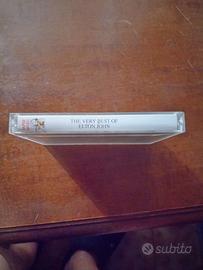 THE VERY BEST OF
ELTON JOHN
subito